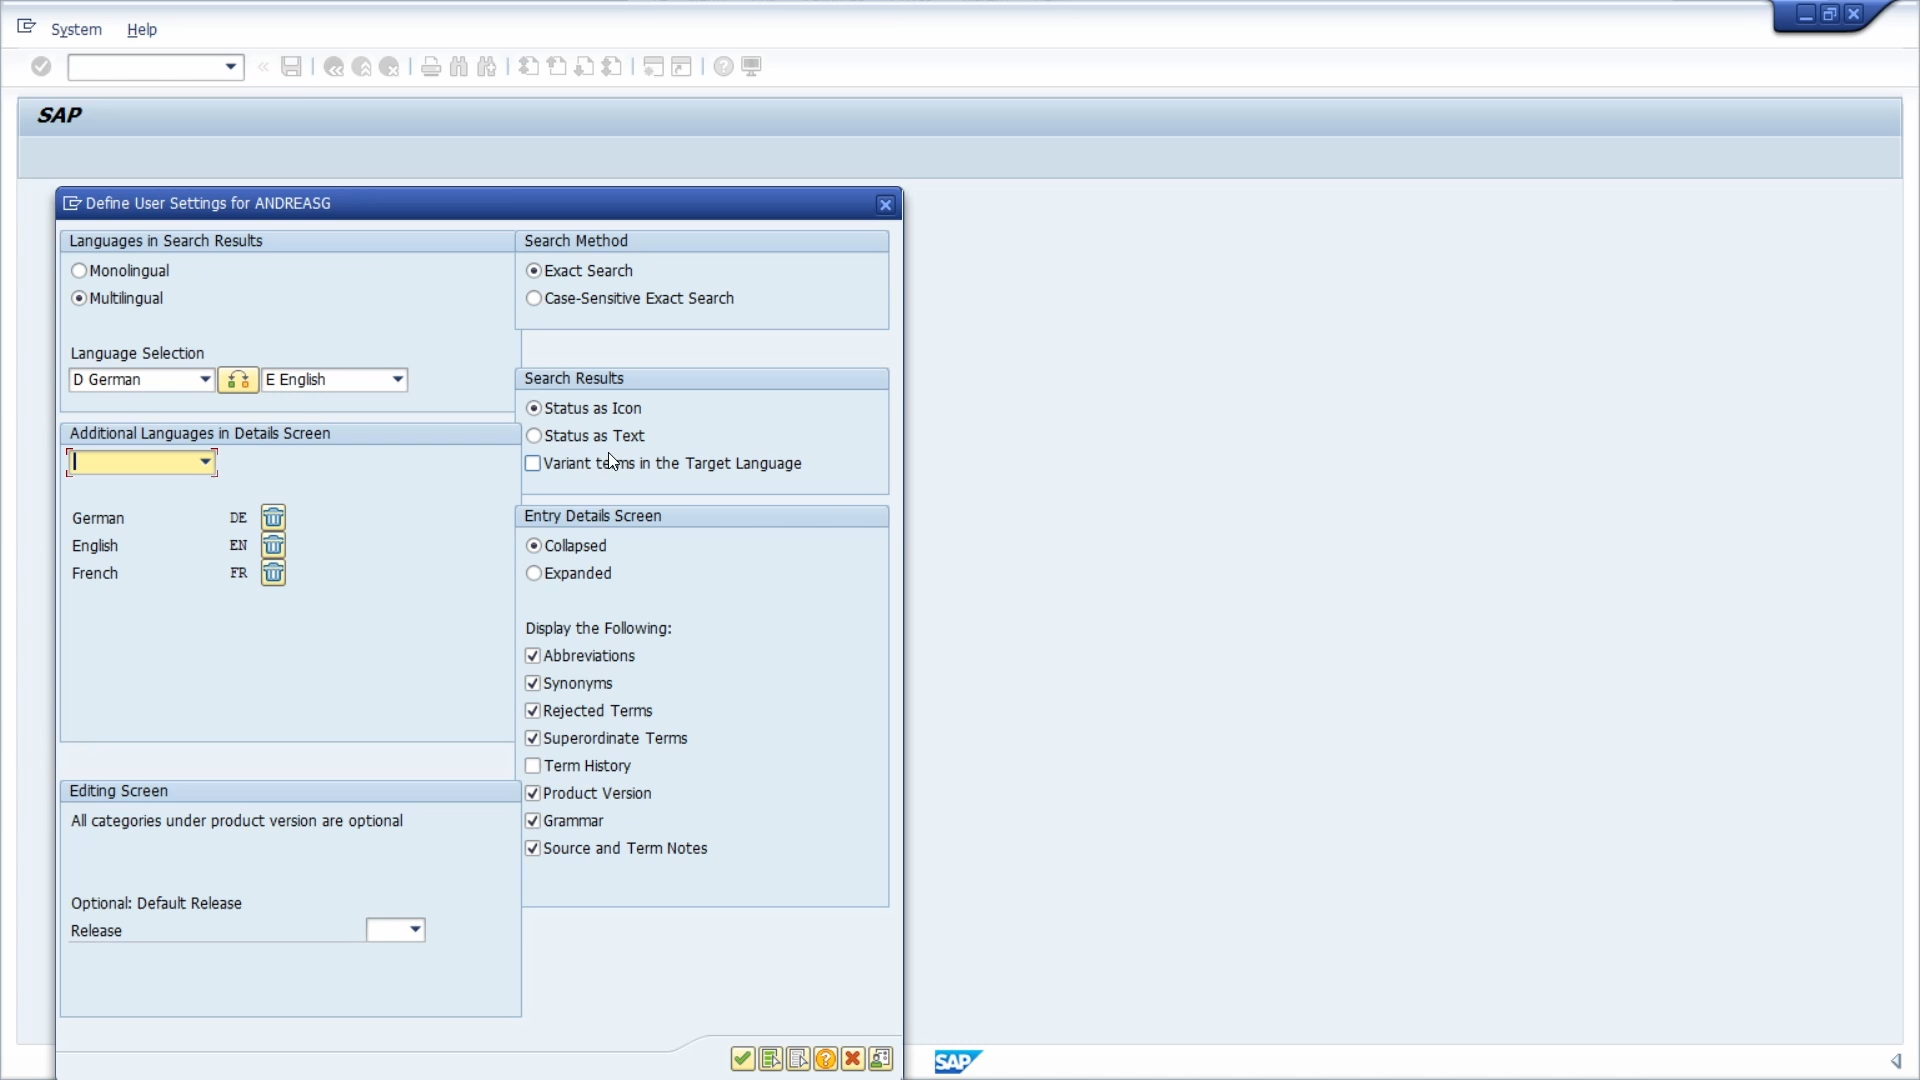 System Help
SAP
Define User Settings for ANDREASG
Languages in Search Results
Monolingual
Multilingual
Language Selection
D German
E English
Additional Languages in Details Screen
German DE
English EN
French FR
Editing Screen
All categories under product version are optional
Optional: Default Release
Release
Search Method
Exact Search
Case-Sensitive Exact Search
Search Results
Status as Icon
Status as Text
Variant terms in the Target Language
Entry Details Screen
Collapsed
Expanded
Display the Following:
Abbreviations
Synonyms
Rejected Terms
Superordinate Terms
Term History
Product Version
Grammar
Source and Term Notes
SAP